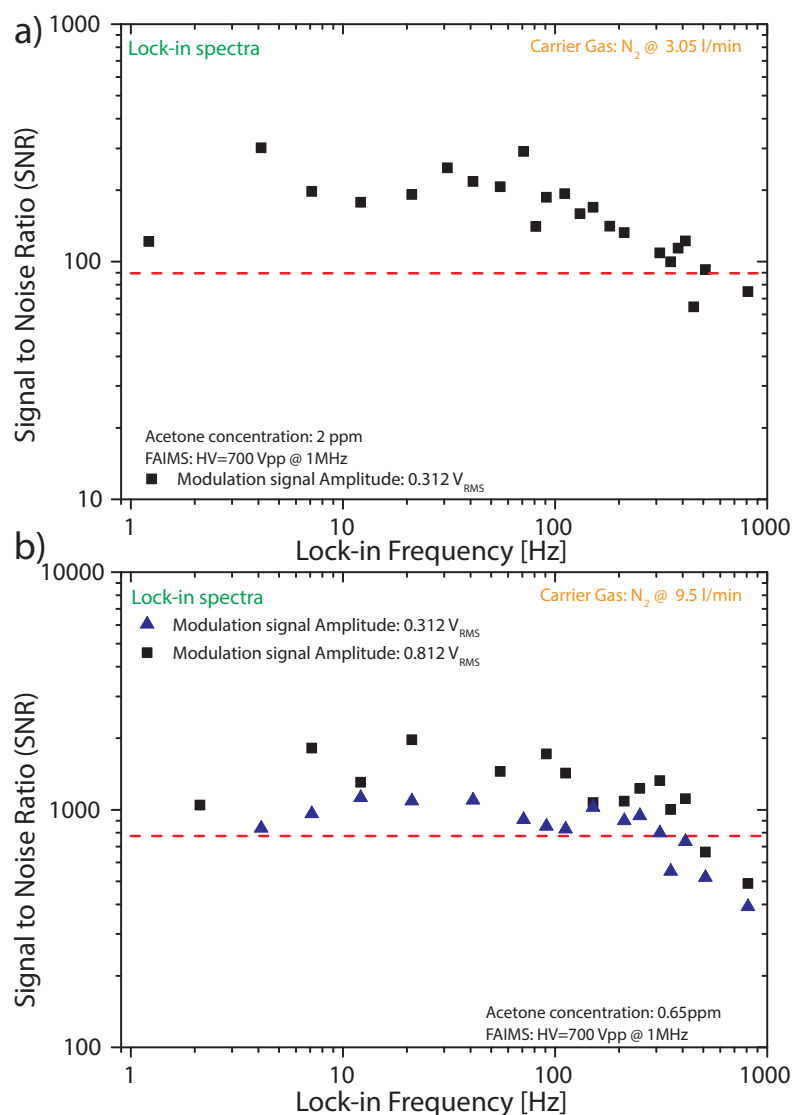 a)
1000
Lock-in spectra
Carrier Gas: N2 @ 3.05 l/min
Signal to Noise Ratio (SNR)
100
Acetone concentration: 2 ppm
FAIMS: HV=700 Vpp @ 1MHz
Modulation signal Amplitude: 0.312 VRMS
10
1 10 100 1000
Lock-in Frequency [Hz]
b)
10000
Lock-in spectra
Carrier Gas: N2 @ 9.5 l/min
Modulation signal Amplitude: 0.312 VRMS
Modulation signal Amplitude: 0.812 VRMS
Signal to Noise Ratio (SNR)
1000
Acetone concentration: 0.65ppm
FAIMS: HV=700 Vpp @ 1MHz
100
1 10 100 1000
Lock-in Frequency [Hz]